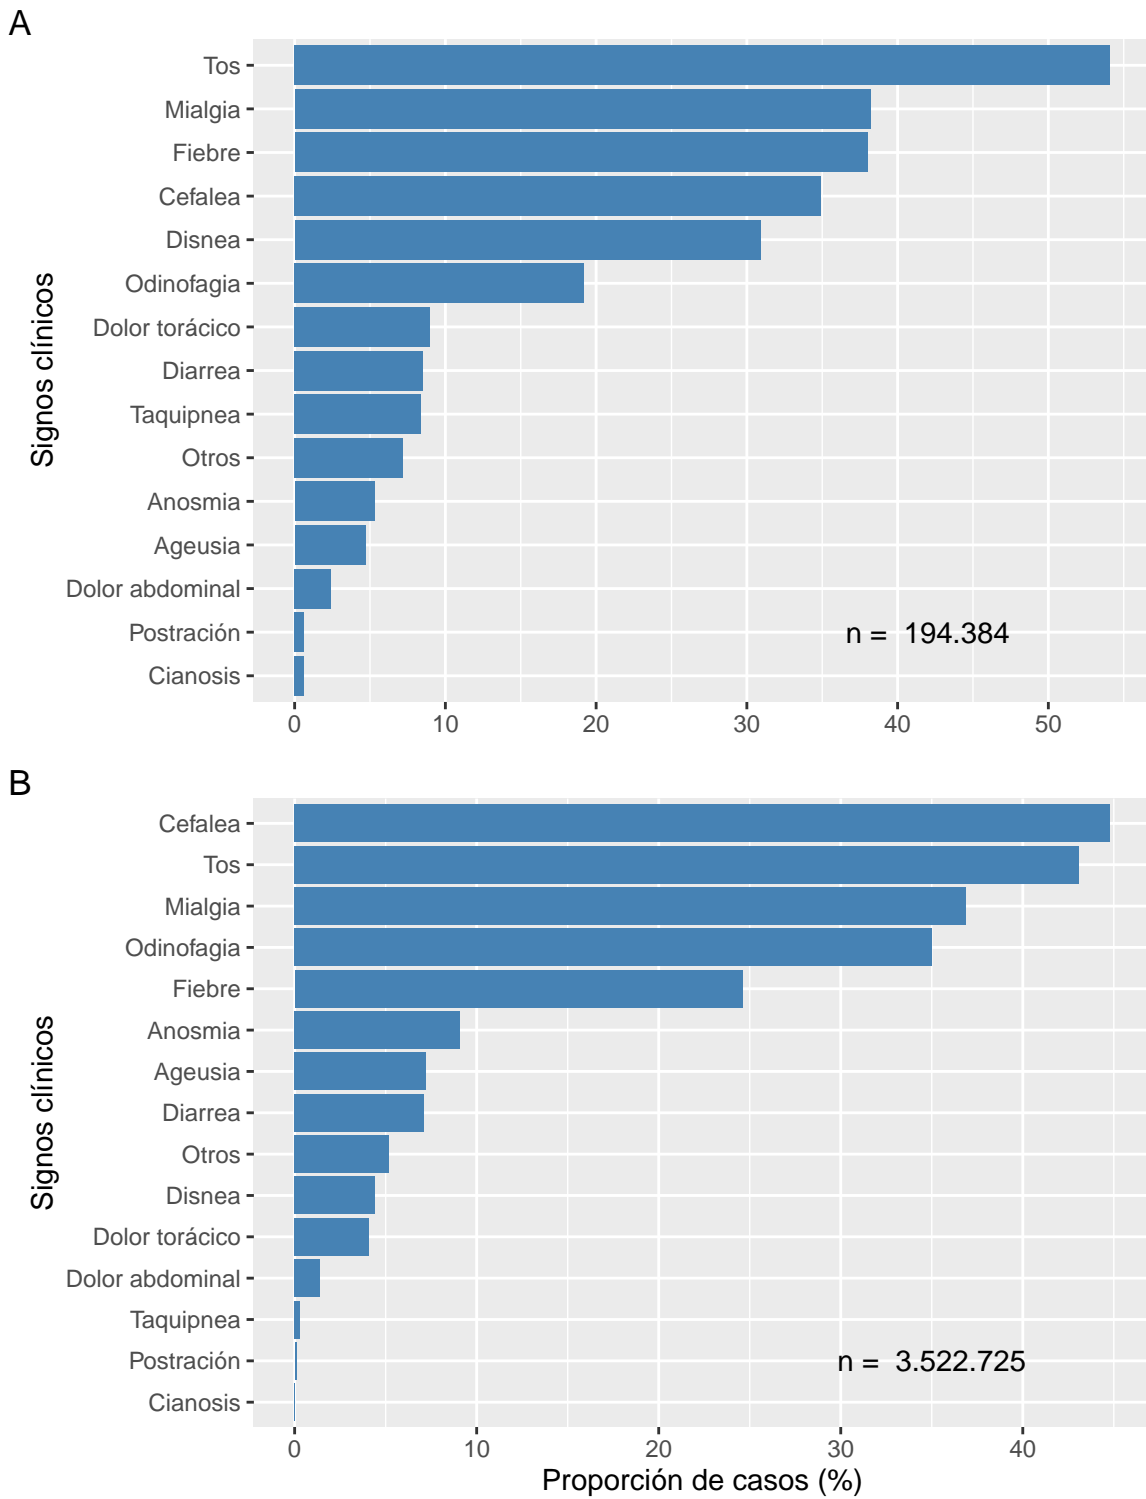 A
Signos clínicos
Tos
Mialgia
Fiebre
Cefalea
Disnea
Odinofagia
Dolor torácico
Diarrea
Taquipnea
Otros
Anosmia
Ageusia
Dolor abdominal
Postración
Cianosis
n =  194.384
0 10 20 30 40 50
B
Signos clínicos
Cefalea
Tos
Mialgia
Odinofagia
Fiebre
Anosmia
Ageusia
Diarrea
Otros
Disnea
Dolor torácico
Dolor abdominal
Taquipnea
Postración
Cianosis
n =  3.522.725
0 10 20 30 40
Proporción de casos (%)